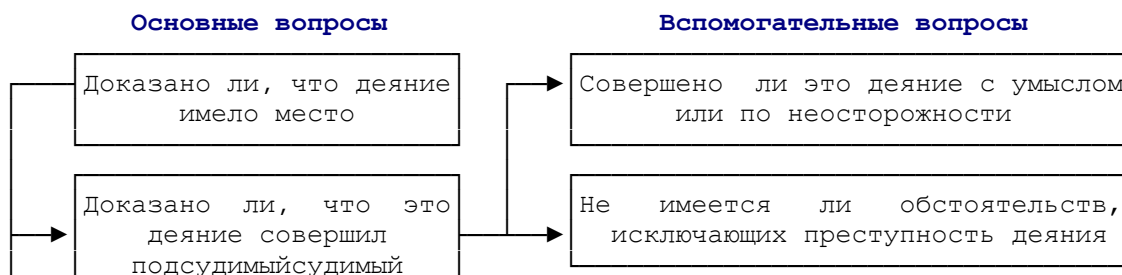 Основные вопросы
Вспомогательные вопросы
Доказано ли, что деяние
имело место
Совершено ли это деяние с умыслом
или по неосторожности
Доказано ли, что это
деяние совершил
подсудимыйсудимый
Не имеется ли обстоятельств,
исключающих преступность деяния